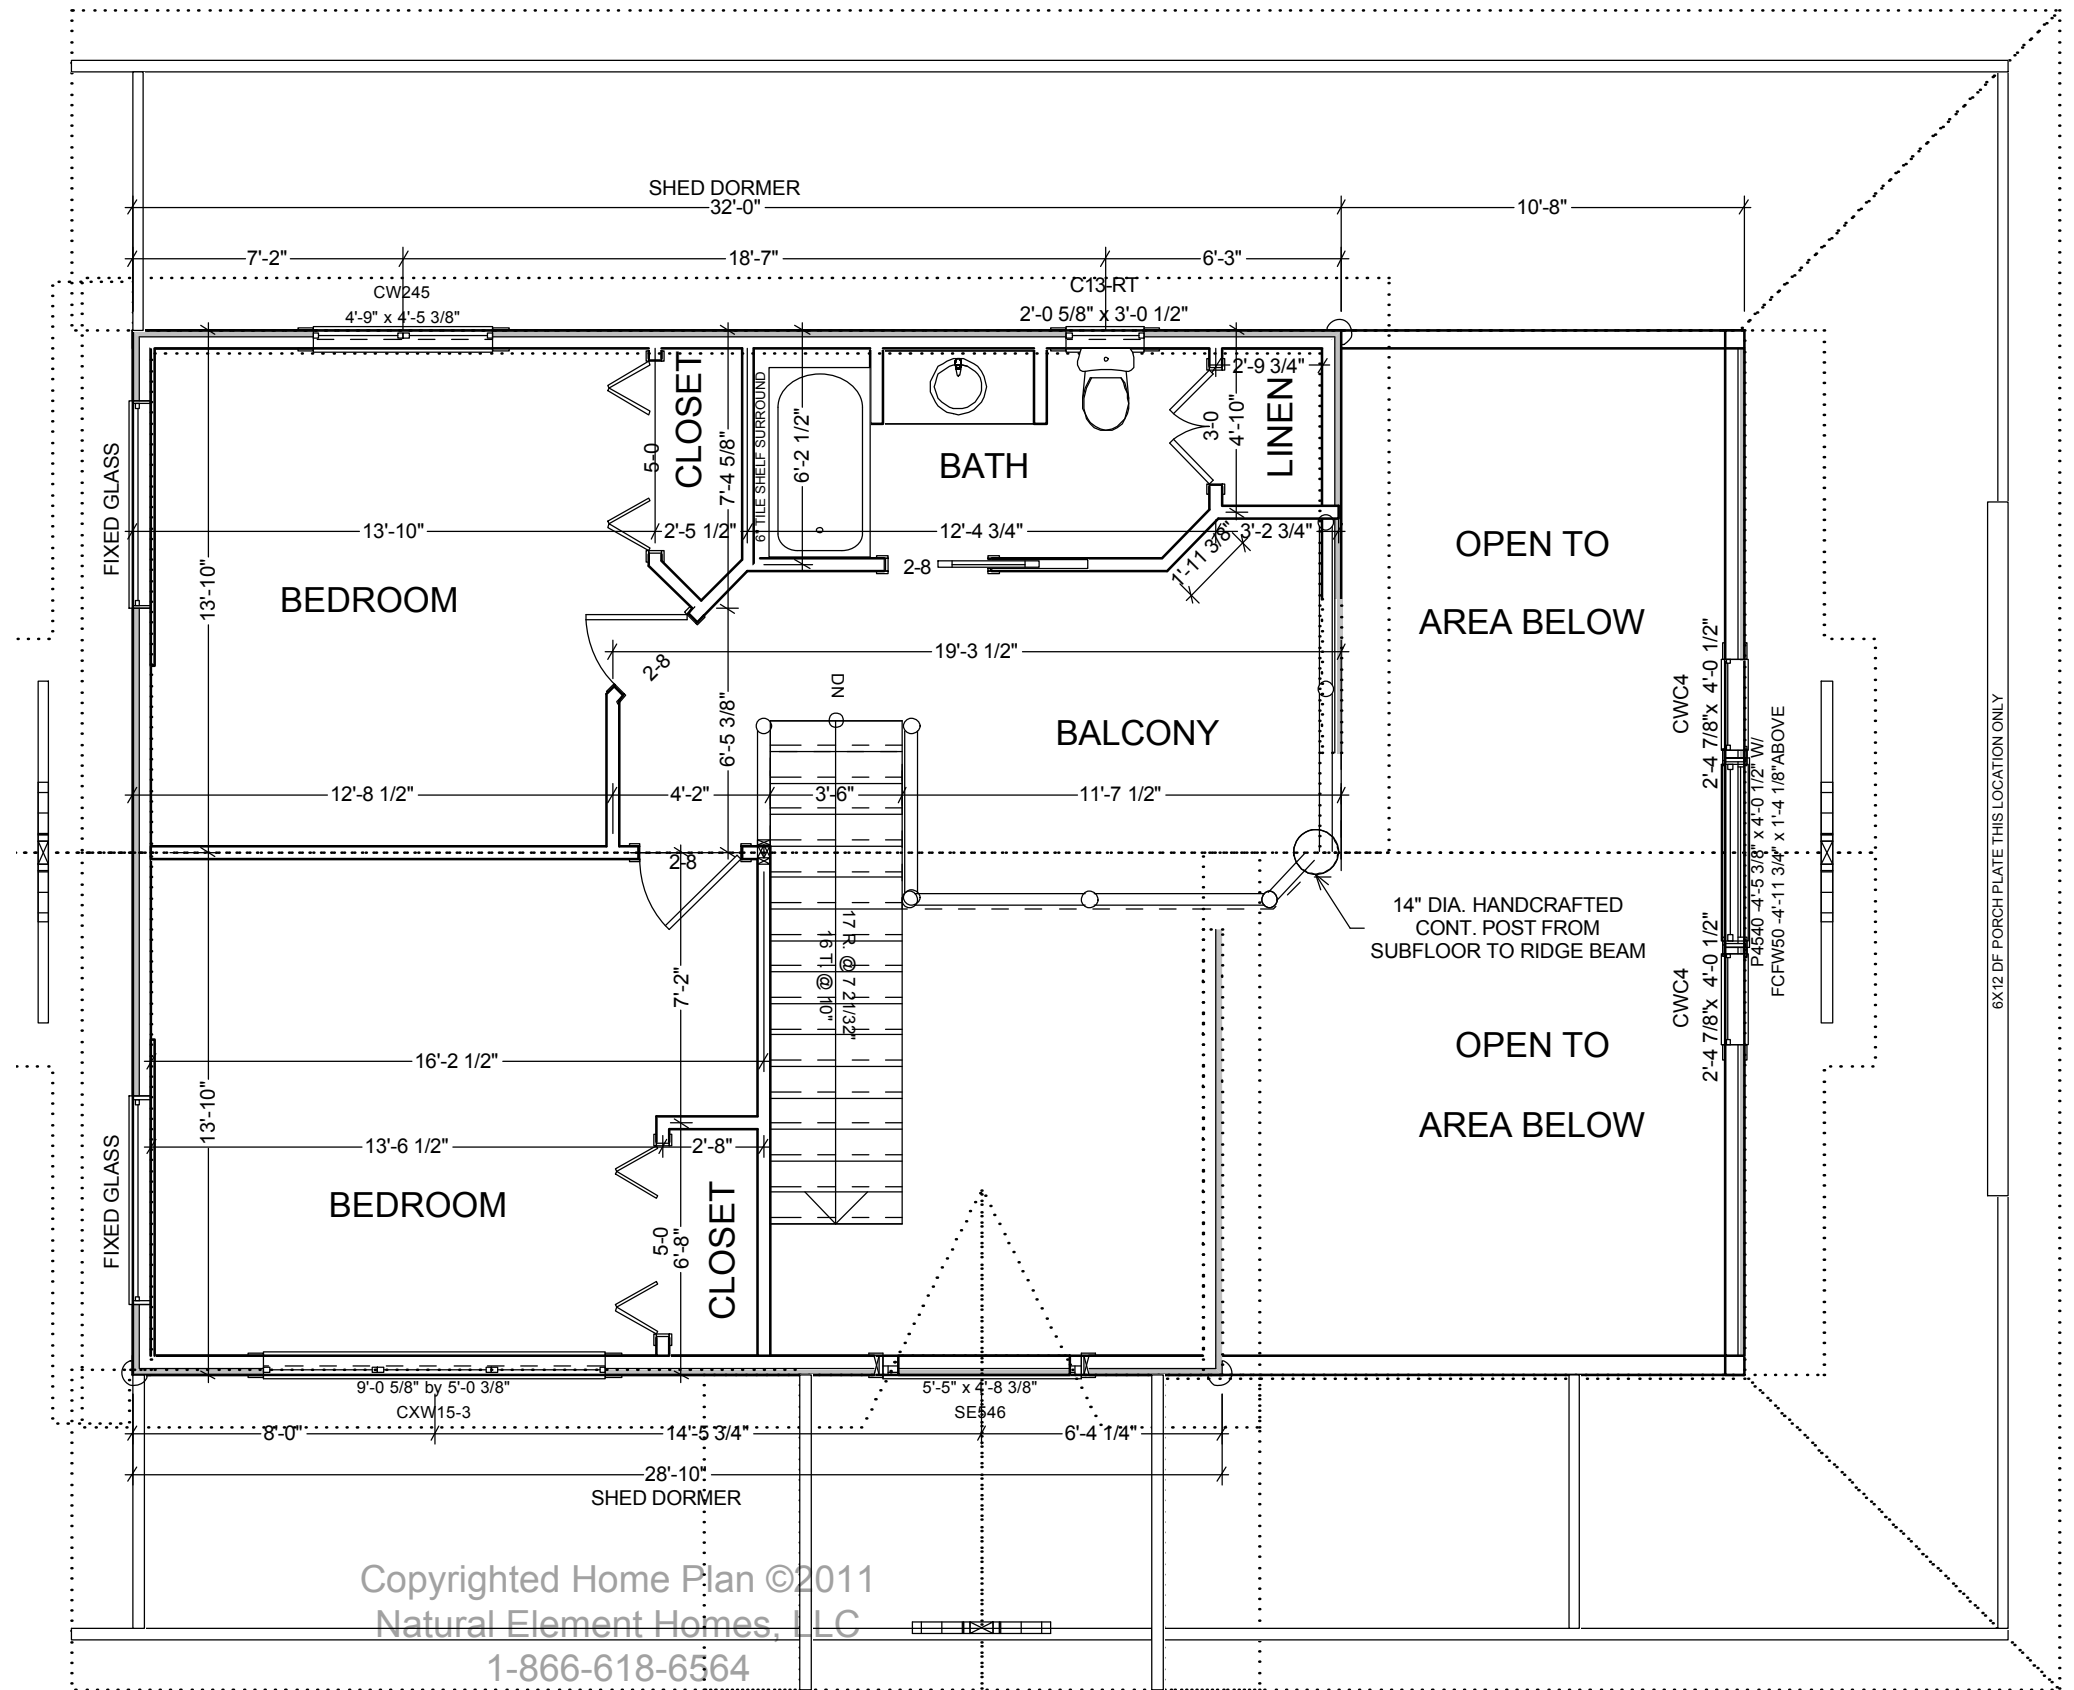 SHED DORMER
32'-0"
10'-8"
7'-2"
18'-7"
6'-3"
CW245
4'-9" x 4'-5 3/8"
C13-RT
2'-0 5/8" x 3'-0 1/2"
FIXED GLASS
13'-10"
13'-10"
BEDROOM
5-0
CLOSET
2'-5 1/2"
7'-4 5/8"
6" TILE SHELF SURROUND
6'-2 1/2"
BATH
12'-4 3/4"
2-8
3-0
4'-10"
2'-9 3/4"
LINEN
3'-2 3/4"
1'-11 3/8"
OPEN TO
AREA BELOW
2-8
19'-3 1/2"
DN
6'-5 3/8"
BALCONY
12'-8 1/2"
4'-2"
3'-6"
11'-7 1/2"
CWC4
2'-4 7/8"x 4'-0 1/2"
P4540 -4'-5 3/8" x 4'-0 1/2" W/
FCFW50 -4'-11 3/4" x 1'-4 1/8"ABOVE
6X12 DF PORCH PLATE THIS LOCATION ONLY
2-8
14" DIA. HANDCRAFTED
CONT. POST FROM
SUBFLOOR TO RIDGE BEAM
17 R. @ 7 21/32"
16 T. @ 10"
7'-2"
CWC4
2'-4 7/8"x 4'-0 1/2"
OPEN TO
AREA BELOW
16'-2 1/2"
13'-10"
13'-6 1/2"
2'-8"
FIXED GLASS
BEDROOM
5-0
6'-8"
CLOSET
9'-0 5/8" by 5'-0 3/8"
CXW15-3
5'-5" x 4'-8 3/8"
SE546
8'-0"
14'-5 3/4"
6'-4 1/4"
28'-10"
SHED DORMER
Copyrighted Home Plan ©2011
Natural Element Homes, LLC
1-866-618-6564